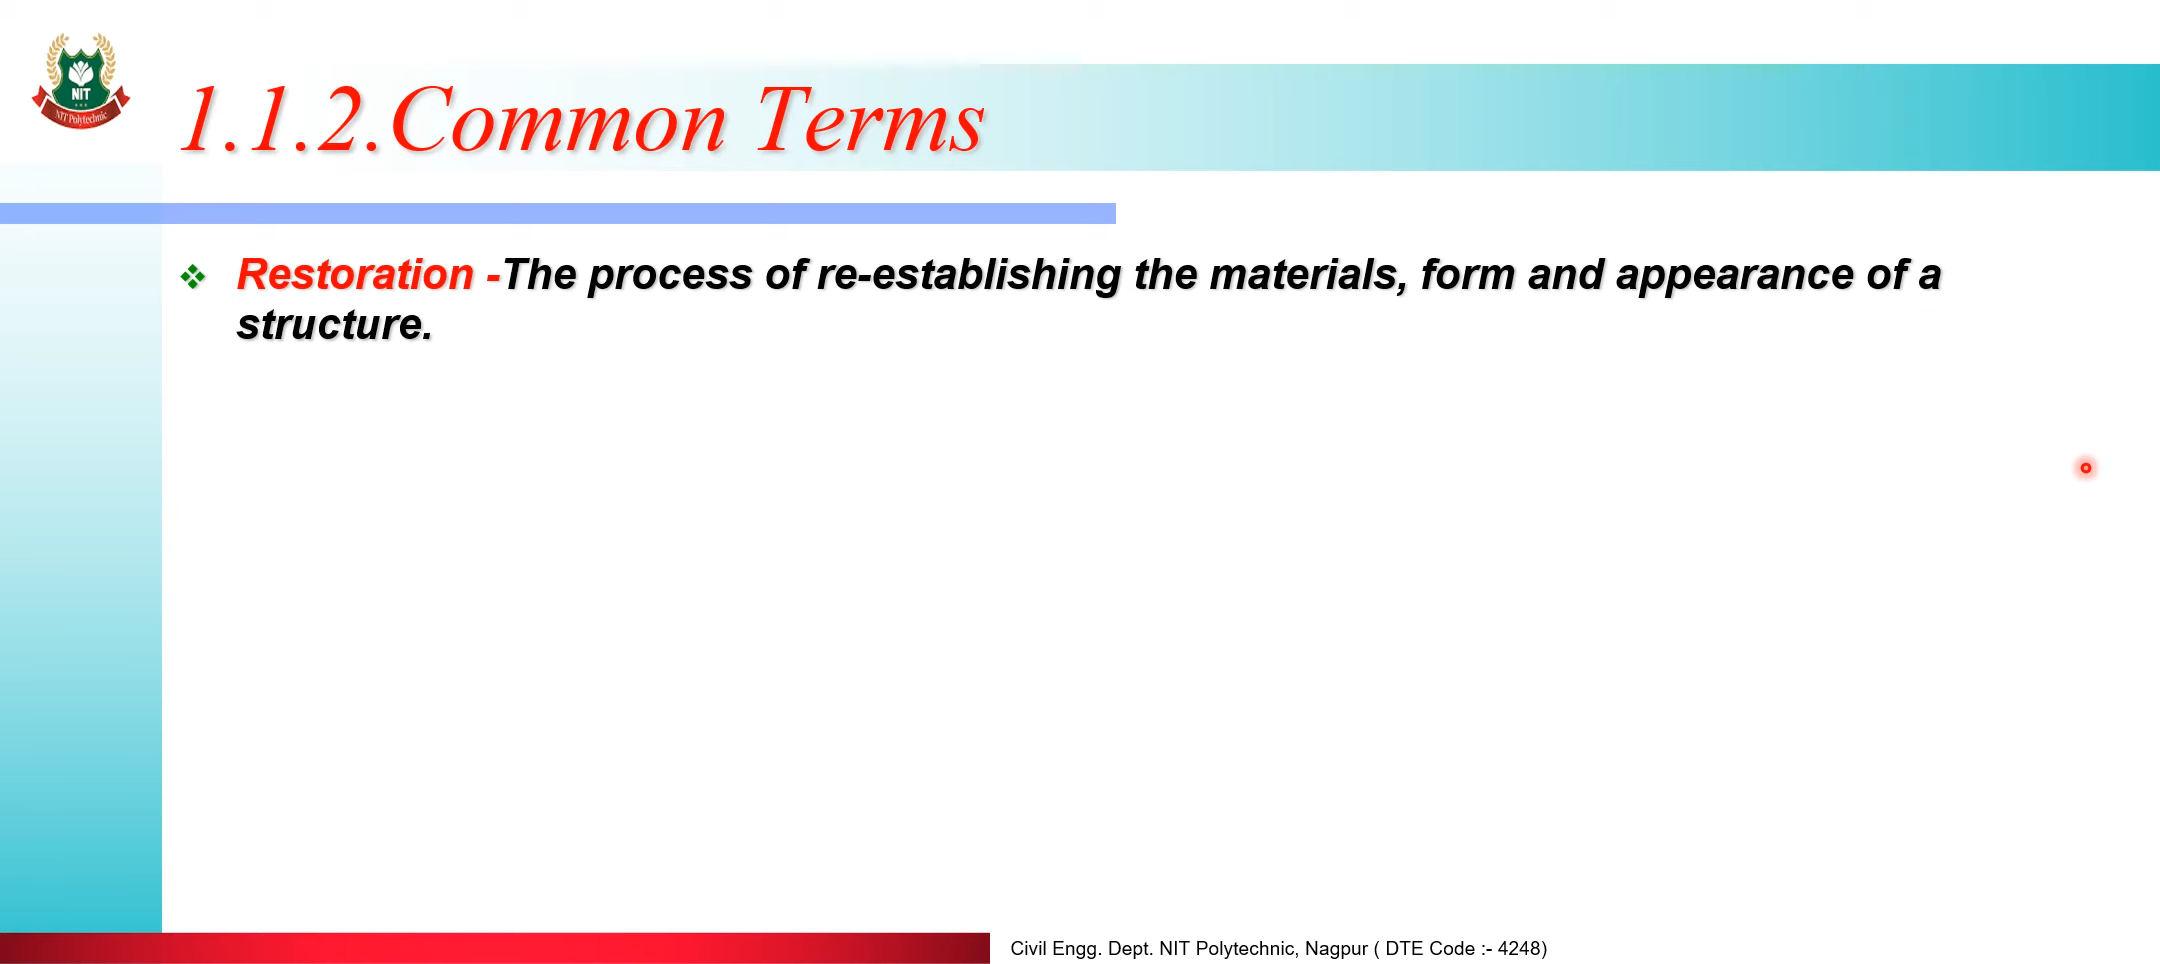 NIT
NIT Polytechnic
1.1.2.Common Terms
Restoration -The process of re-establishing the materials, form and appearance of a
structure.
Civil Engg. Dept. NIT Polytechnic, Nagpur ( DTE Code :- 4248)